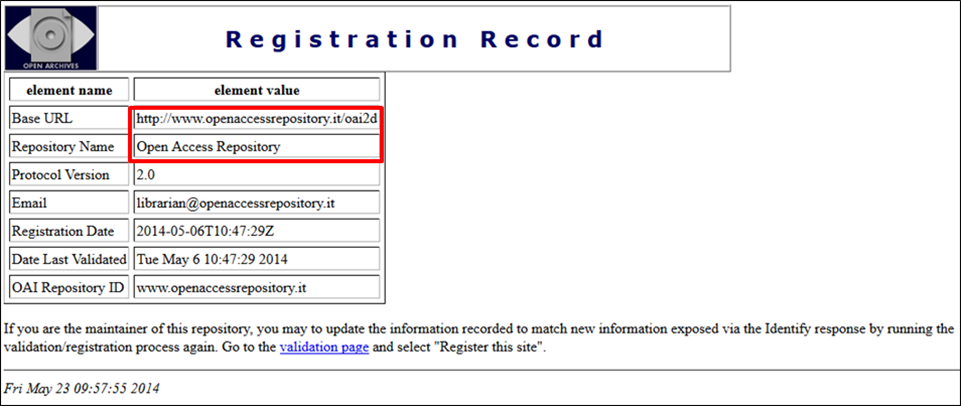 OPEN ARCHIVES
Registration Record
element name element value
Base URL http://www.openaccessrepository.it/oai2d
Repository Name Open Access Repository
Protocol Version 2.0
Email librarian@openaccessrepository.it
Registration Date 2014-05-06T10:47:29Z
Date Last Validated Tue May 6 10:47:29 2014
OAI Repository ID www.openaccessrepository.it
If you are the maintainer of this repository, you may to update the information recorded to match new information exposed via the Identify response by running the
validation/registration process again. Go to the validation page and select "Register this site".
Fri May 23 09:57:55 2014